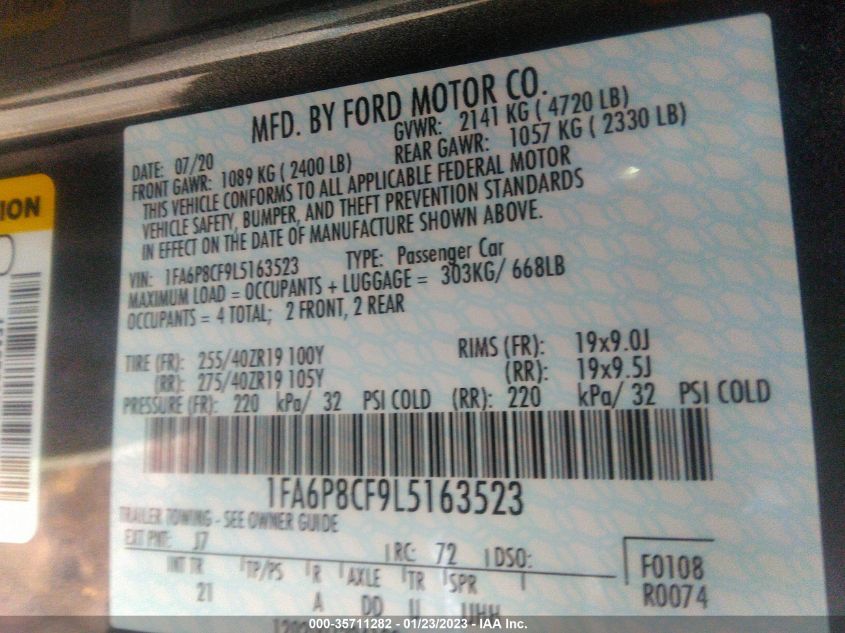 MFD. BY FORD MOTOR CO.
DATE: 07/20 GVWR: 2141 KG ( 4720 LB)
FRONT GAWR: 1089 KG ( 2400 LB) REAR GAWR: 1057 KG ( 2330 LB)
THIS VEHICLE CONFORMS TO ALL APPLICABLE FEDERAL MOTOR
VEHICLE SAFETY, BUMPER, AND THEFT PREVENTION STANDARDS
IN EFFECT ON THE DATE OF MANUFACTURE SHOWN ABOVE.
VIN: 1FA6P8CF9L5163523 TYPE: Passenger Car
MAXIMUM LOAD = OCCUPANTS + LUGGAGE = 303KG/ 668LB
OCCUPANTS = 4 TOTAL; 2 FRONT, 2 REAR
TIRE (FR): 255/40ZR19 100Y RIMS (FR): 19x9.0J
(RR): 275/40ZR19 105Y (RR): 19x9.5J
PRESSURE (FR): 220 kPa/ 32 PSI COLD (RR): 220 kPa/ 32 PSI COLD
1FA6P8CF9L5163523
TRAILER TOWING - SEE OWNER GUIDE
EXT PNT: J7 RC: 72 DSO:
INT TR TP/PS R AXLE TR SPR F0108
21 A DD U UHH R0074
ION
000-35711282 / 01/23/2023 - IAA Inc.